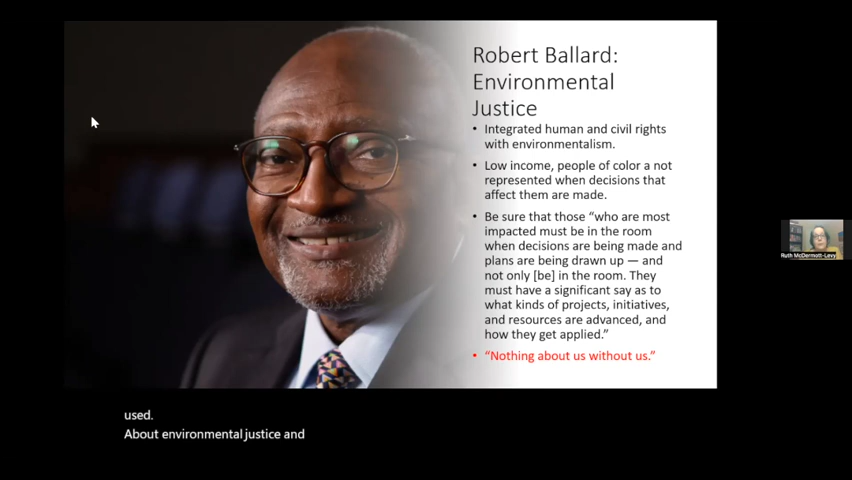 Robert Ballard:
Environmental
Justice
• Integrated human and civil rights
with environmentalism.
• Low income, people of color a not
represented when decisions that
affect them are made.
• Be sure that those “who are most
impacted must be in the room
when decisions are being made and
plans are being drawn up — and
not only [be] in the room. They
must have a significant say as to
what kinds of projects, initiatives,
and resources are advanced, and
how they get applied.”
• “Nothing about us without us.”
Ruth McDermott-Levy
used.
About environmental justice and